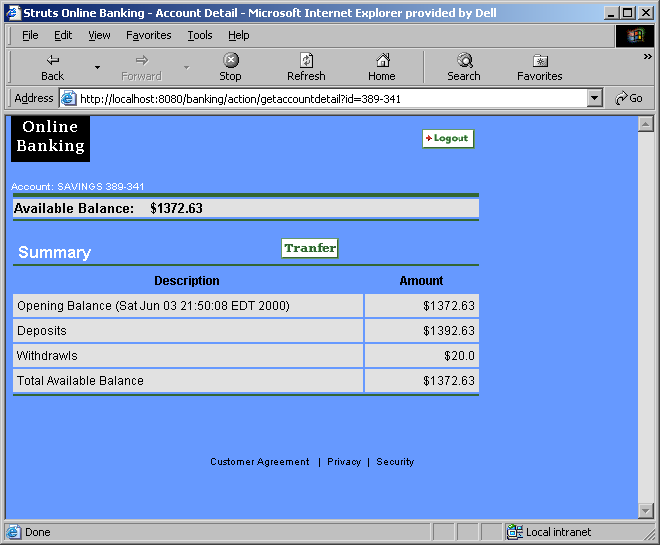 Struts Online Banking - Account Detail - Microsoft Internet Explorer provided by Dell
File Edit View Favorites Tools Help
Back Forward Stop Refresh Home Search Favorites »
Address http://localhost:8080/banking/action/getaccountdetail?id=389-341 Go
Online
Banking
Logout
Account: SAVINGS 389-341
Available Balance: $1372.63
Summary Tranfer
Description Amount
Opening Balance (Sat Jun 03 21:50:08 EDT 2000) $1372.63
Deposits $1392.63
Withdrawls $20.0
Total Available Balance $1372.63
Customer Agreement | Privacy | Security
Done Local intranet